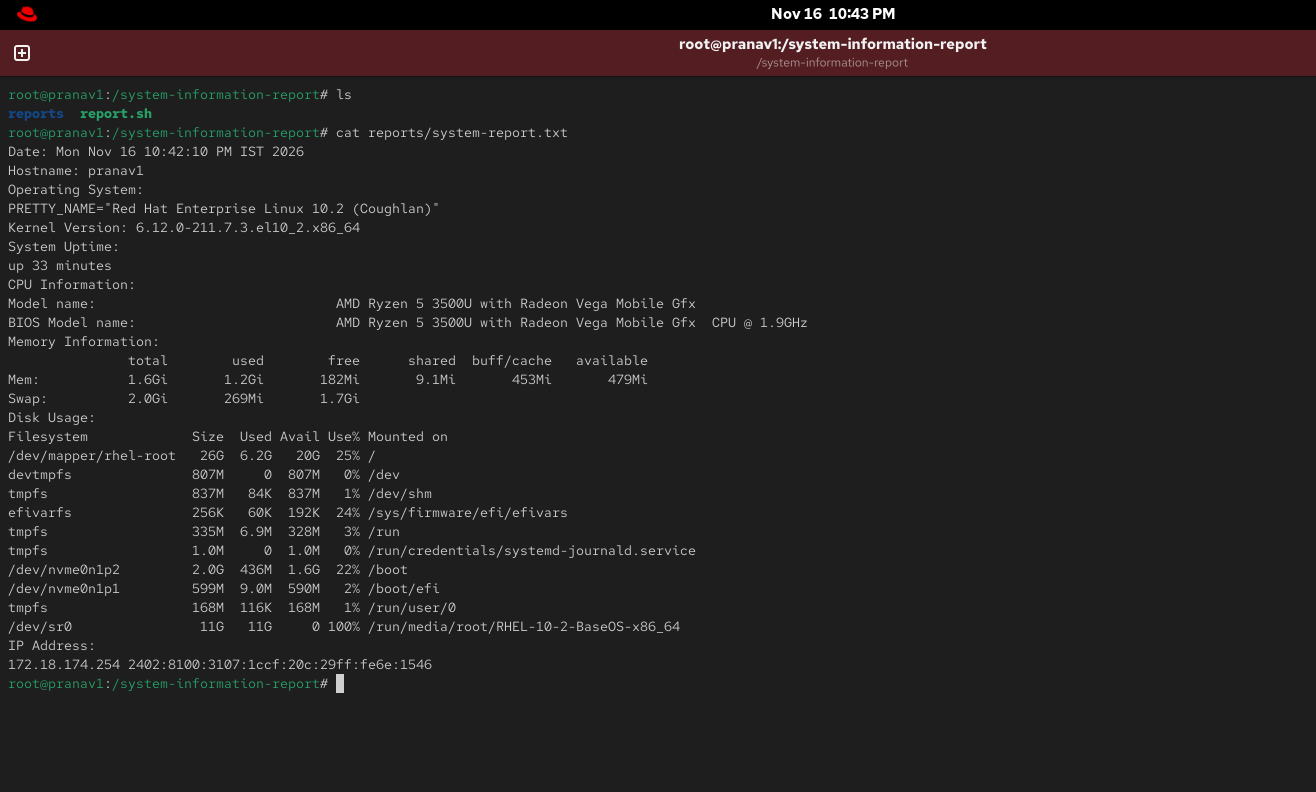 Nov 16 10:43 PM
root@pranav1:/system-information-report
/system-information-report
root@pranav1:/system-information-report# ls
reports  report.sh
root@pranav1:/system-information-report# cat reports/system-report.txt
Date: Mon Nov 16 10:42:10 PM IST 2026
Hostname: pranav1
Operating System:
PRETTY_NAME="Red Hat Enterprise Linux 10.2 (Coughlan)"
Kernel Version: 6.12.0-211.7.3.el10_2.x86_64
System Uptime:
up 33 minutes
CPU Information:
Model name:                              AMD Ryzen 5 3500U with Radeon Vega Mobile Gfx
BIOS Model name:                         AMD Ryzen 5 3500U with Radeon Vega Mobile Gfx  CPU @ 1.9GHz
Memory Information:
               total        used        free      shared  buff/cache   available
Mem:           1.6Gi       1.2Gi       182Mi       9.1Mi       453Mi       479Mi
Swap:          2.0Gi       269Mi       1.7Gi
Disk Usage:
Filesystem             Size  Used Avail Use% Mounted on
/dev/mapper/rhel-root   26G  6.2G   20G  25% /
devtmpfs               807M     0  807M   0% /dev
tmpfs                  837M   84K  837M   1% /dev/shm
efivarfs               256K   60K  192K  24% /sys/firmware/efi/efivars
tmpfs                  335M  6.9M  328M   3% /run
tmpfs                  1.0M     0  1.0M   0% /run/credentials/systemd-journald.service
/dev/nvme0n1p2         2.0G  436M  1.6G  22% /boot
/dev/nvme0n1p1         599M  9.0M  590M   2% /boot/efi
tmpfs                  168M  116K  168M   1% /run/user/0
/dev/sr0                11G   11G     0 100% /run/media/root/RHEL-10-2-BaseOS-x86_64
IP Address:
172.18.174.254 2402:8100:3107:1ccf:20c:29ff:fe6e:1546
root@pranav1:/system-information-report#